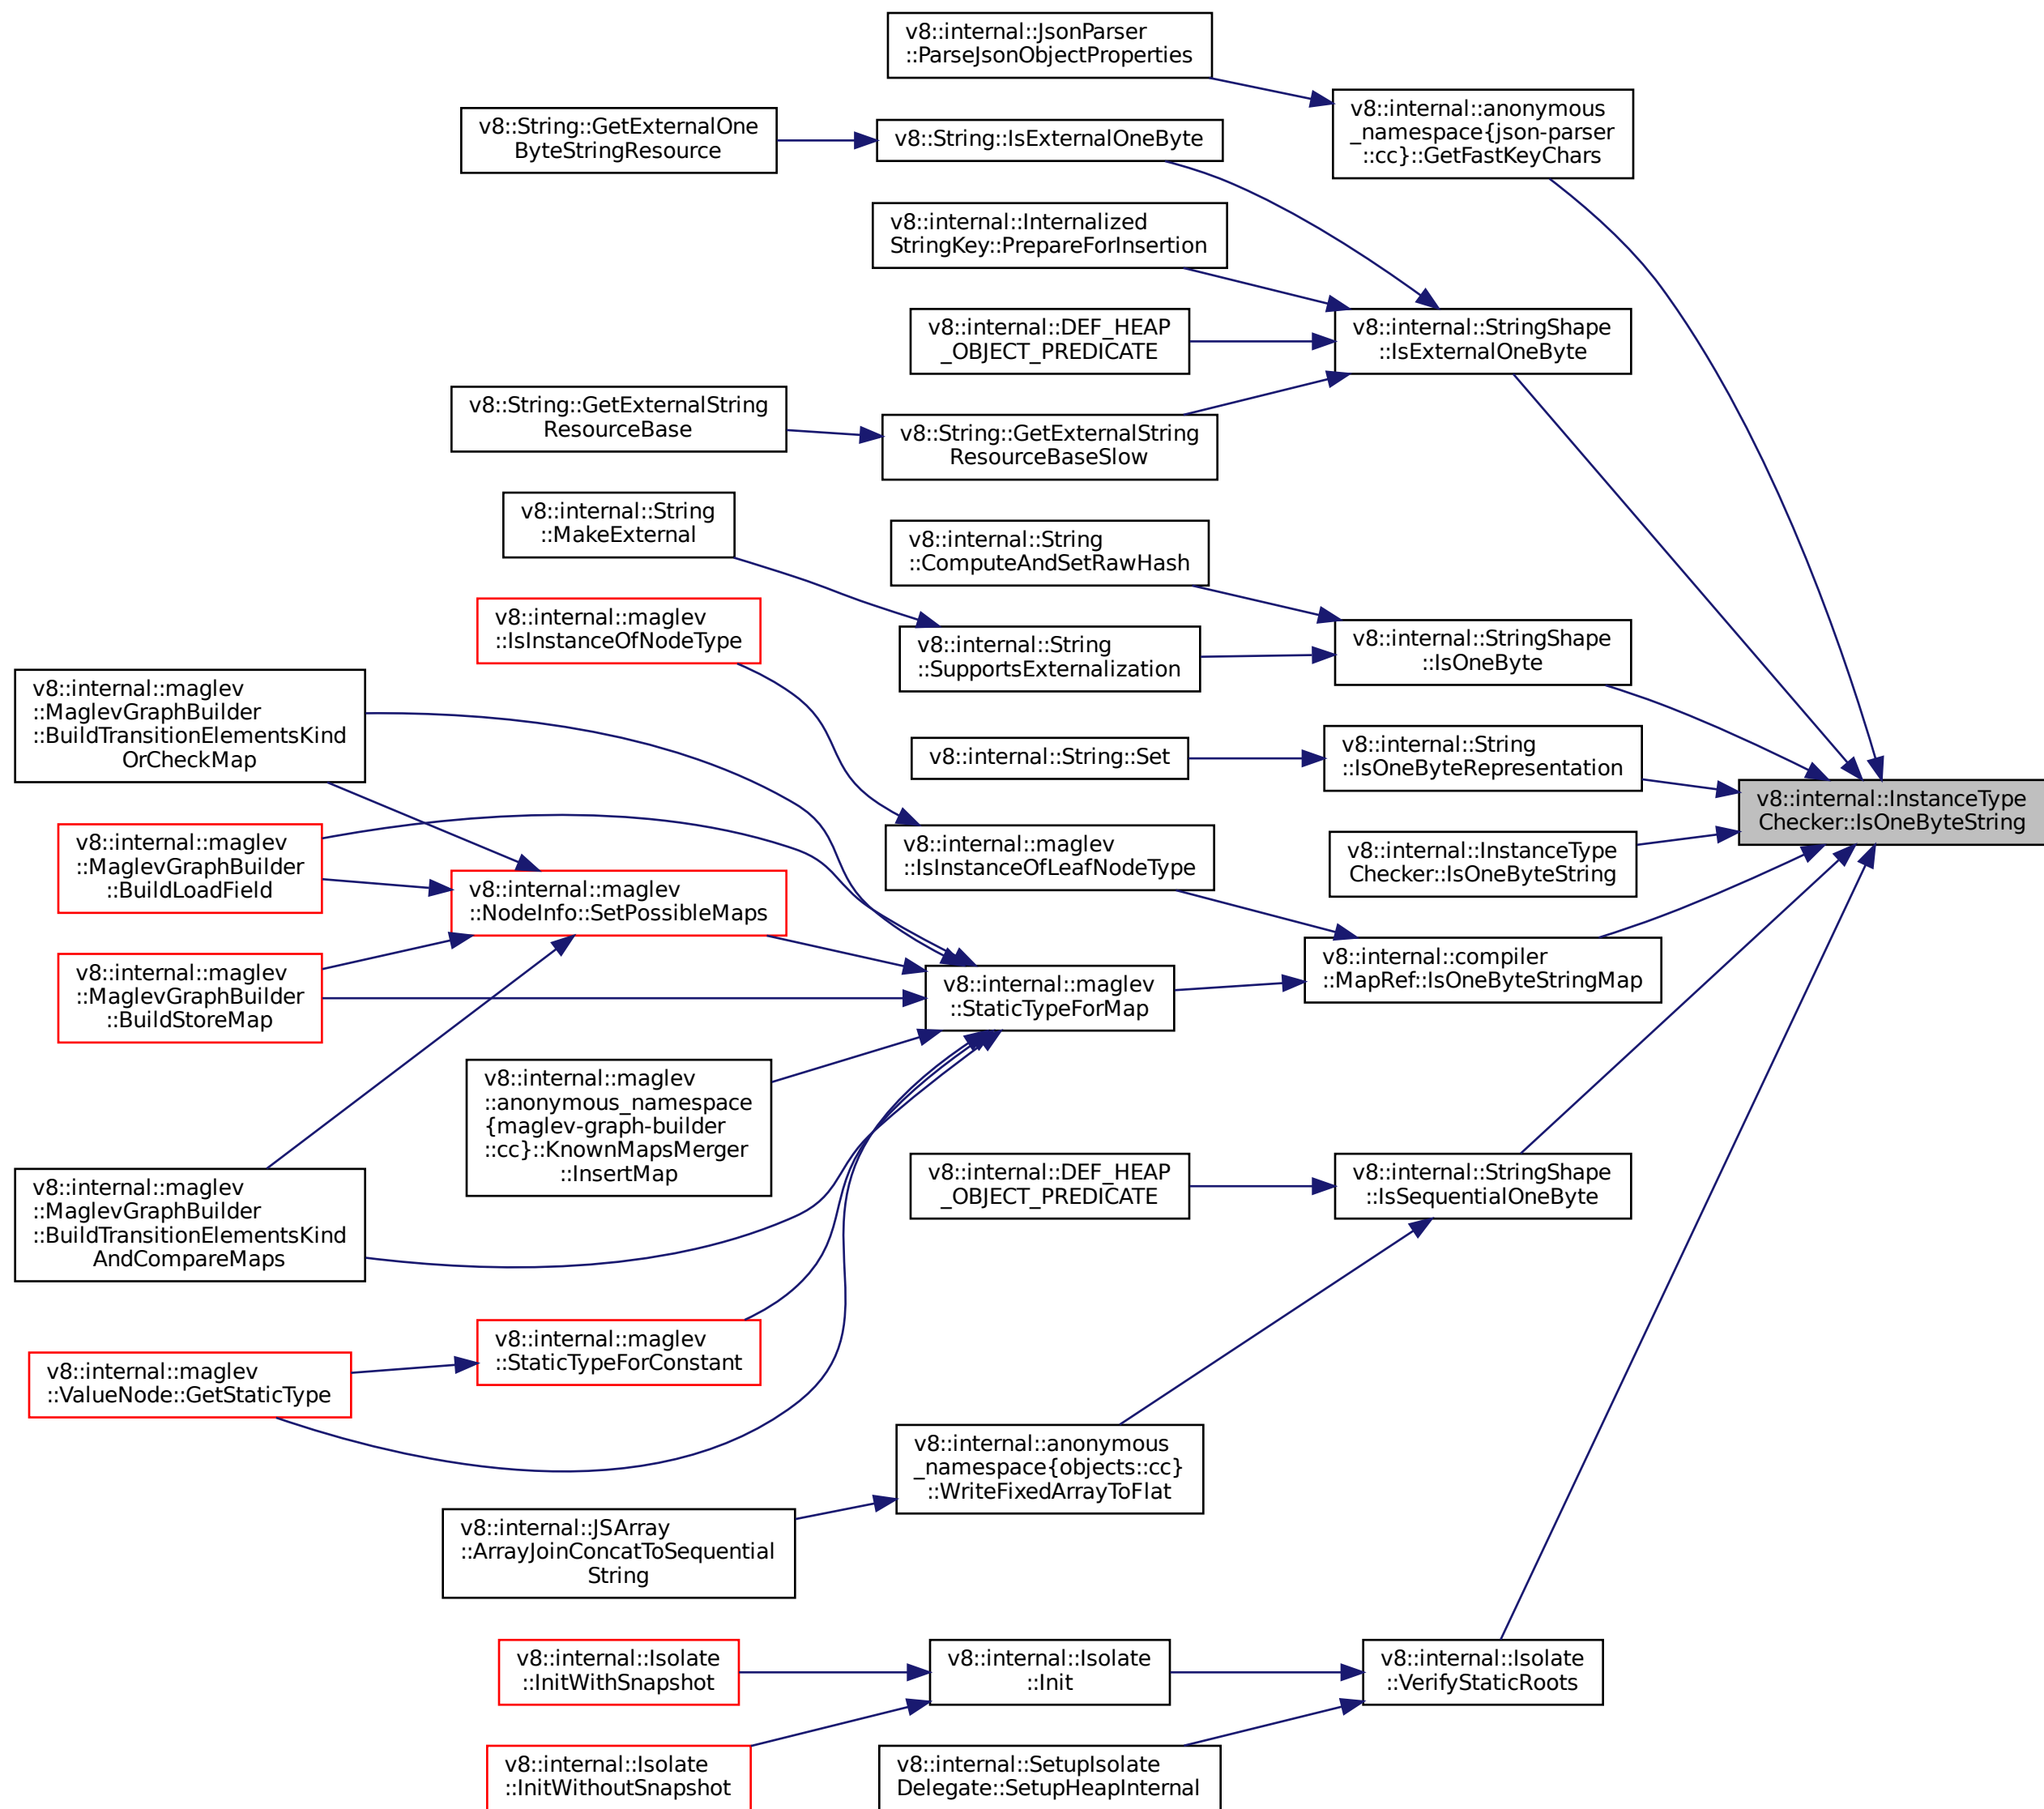 v8::internal::JsonParser
::ParseJsonObjectProperties
v8::internal::anonymous
_namespace{json-parser
::cc}::GetFastKeyChars
v8::String::GetExternalOne
ByteStringResource
v8::String::IsExternalOneByte
v8::internal::Internalized
StringKey::PrepareForInsertion
v8::internal::DEF_HEAP
_OBJECT_PREDICATE
v8::internal::StringShape
::IsExternalOneByte
v8::String::GetExternalString
ResourceBase
v8::String::GetExternalString
ResourceBaseSlow
v8::internal::String
::MakeExternal
v8::internal::String
::ComputeAndSetRawHash
v8::internal::maglev
::IsInstanceOfNodeType
v8::internal::String
::SupportsExternalization
v8::internal::StringShape
::IsOneByte
v8::internal::maglev
::MaglevGraphBuilder
::BuildTransitionElementsKind
OrCheckMap
v8::internal::String::Set
v8::internal::String
::IsOneByteRepresentation
v8::internal::InstanceType
Checker::IsOneByteString
v8::internal::maglev
::MaglevGraphBuilder
::BuildLoadField
v8::internal::maglev
::IsInstanceOfLeafNodeType
v8::internal::InstanceType
Checker::IsOneByteString
v8::internal::maglev
::NodeInfo::SetPossibleMaps
v8::internal::maglev
::MaglevGraphBuilder
::BuildStoreMap
v8::internal::maglev
::StaticTypeForMap
v8::internal::compiler
::MapRef::IsOneByteStringMap
v8::internal::maglev
::anonymous_namespace
{maglev-graph-builder
::cc}::KnownMapsMerger
::InsertMap
v8::internal::maglev
::MaglevGraphBuilder
::BuildTransitionElementsKind
AndCompareMaps
v8::internal::DEF_HEAP
_OBJECT_PREDICATE
v8::internal::StringShape
::IsSequentialOneByte
v8::internal::maglev
::StaticTypeForConstant
v8::internal::maglev
::ValueNode::GetStaticType
v8::internal::anonymous
_namespace{objects::cc}
::WriteFixedArrayToFlat
v8::internal::JSArray
::ArrayJoinConcatToSequential
String
v8::internal::Isolate
::InitWithSnapshot
v8::internal::Isolate
::Init
v8::internal::Isolate
::VerifyStaticRoots
v8::internal::Isolate
::InitWithoutSnapshot
v8::internal::SetupIsolate
Delegate::SetupHeapInternal